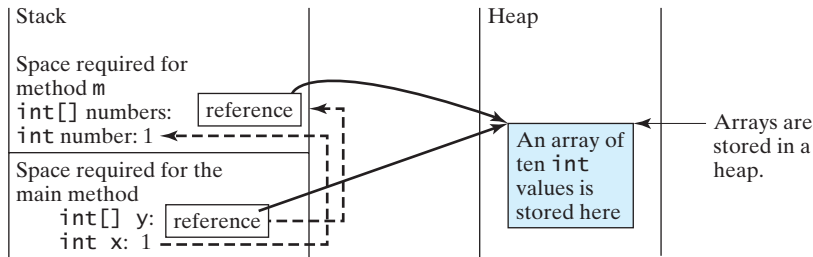 Stack
Space required for
method m
int[] numbers: reference
int number: 1
Space required for the
main method
int[] y: reference
int x: 1
Heap
An array of
ten int
values is
stored here
Arrays are
stored in a
heap.